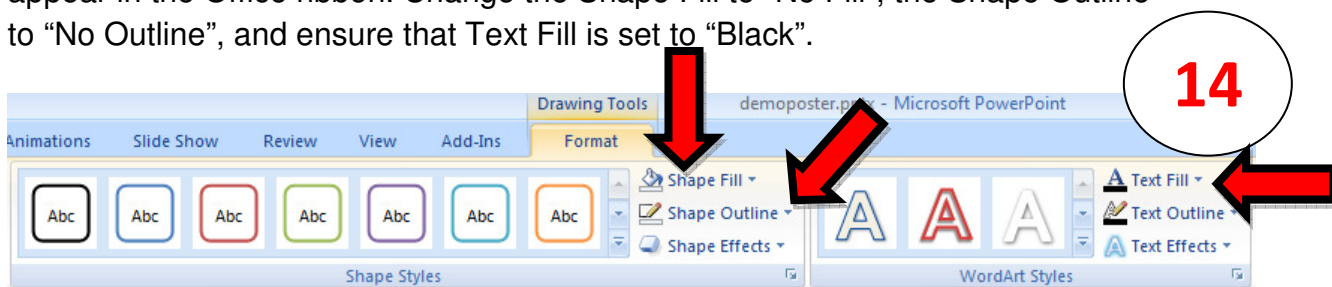 appear in the Office ribbon. Change the Shape Fill to “No Fill”, the Shape Outline
to “No Outline”, and ensure that Text Fill is set to “Black”.
14
Drawing Tools demoposter.pptx - Microsoft PowerPoint
Animations Slide Show Review View Add-Ins Format
Abc Abc Abc Abc Abc Abc Abc
Shape Fill
Shape Outline
Shape Effects
A A A
A Text Fill
Text Outline
A Text Effects
Shape Styles WordArt Styles